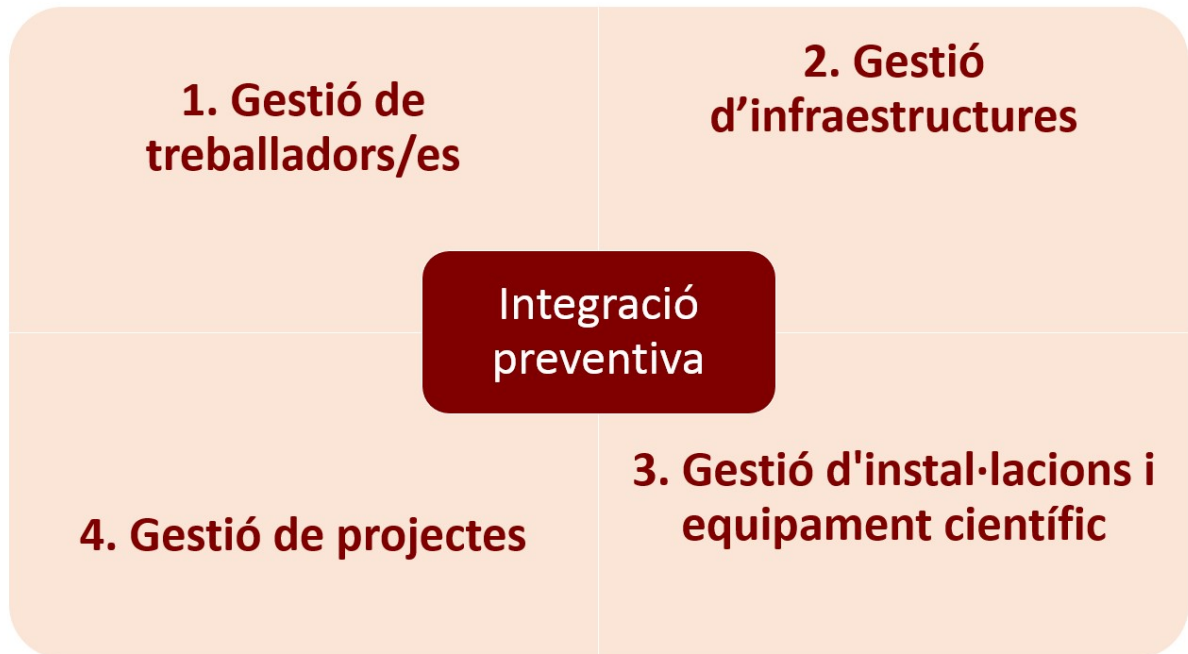 1. Gestió de
treballadors/es
2. Gestió
d’infraestructures
Integració
preventiva
3. Gestió d'instal·lacions i
equipament científic
4. Gestió de projectes